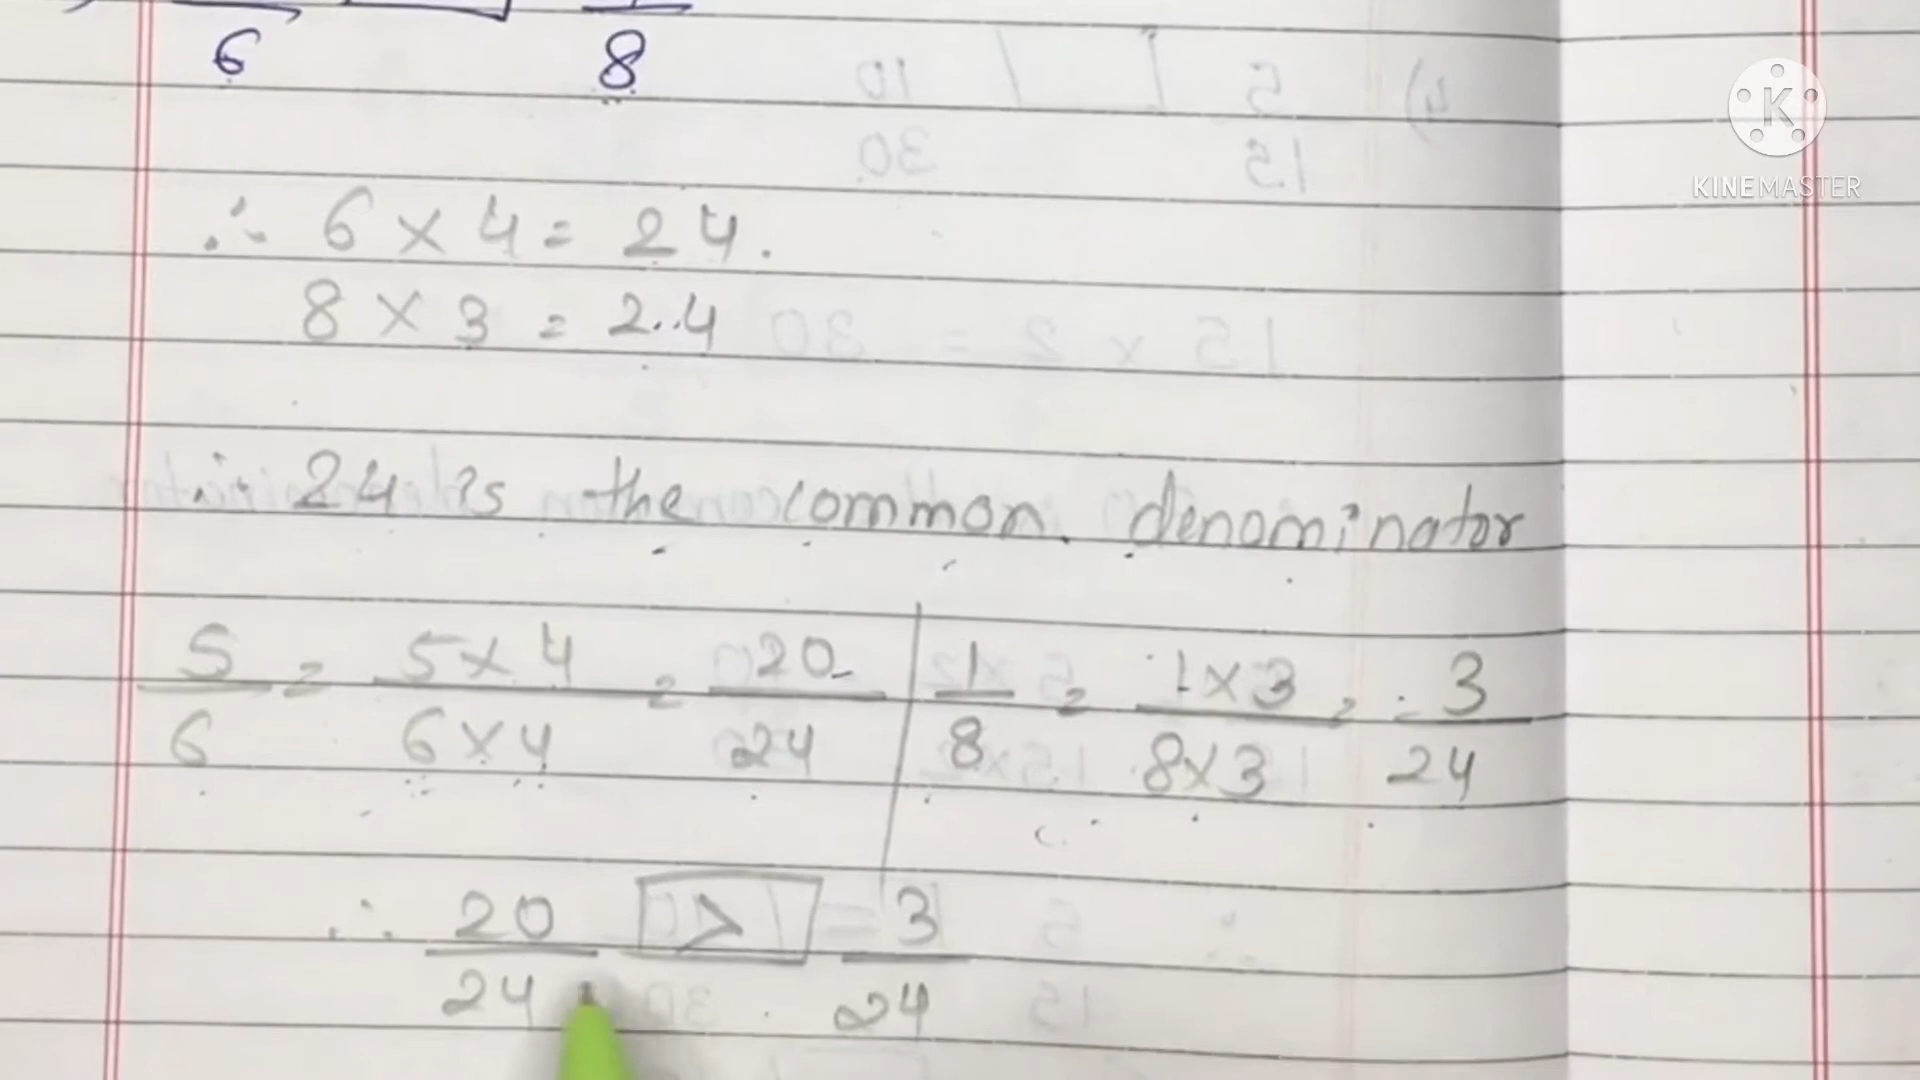 6 8
KINEMASTER
∴ 6 × 4 = 24.
8 × 3 = 24
∴ 24 is the common denominator
5/6 = 5×4/6×4 = 20/24 | 1/8 = 1×3/8×3 = 3/24
∴ 20/24 > 3/24